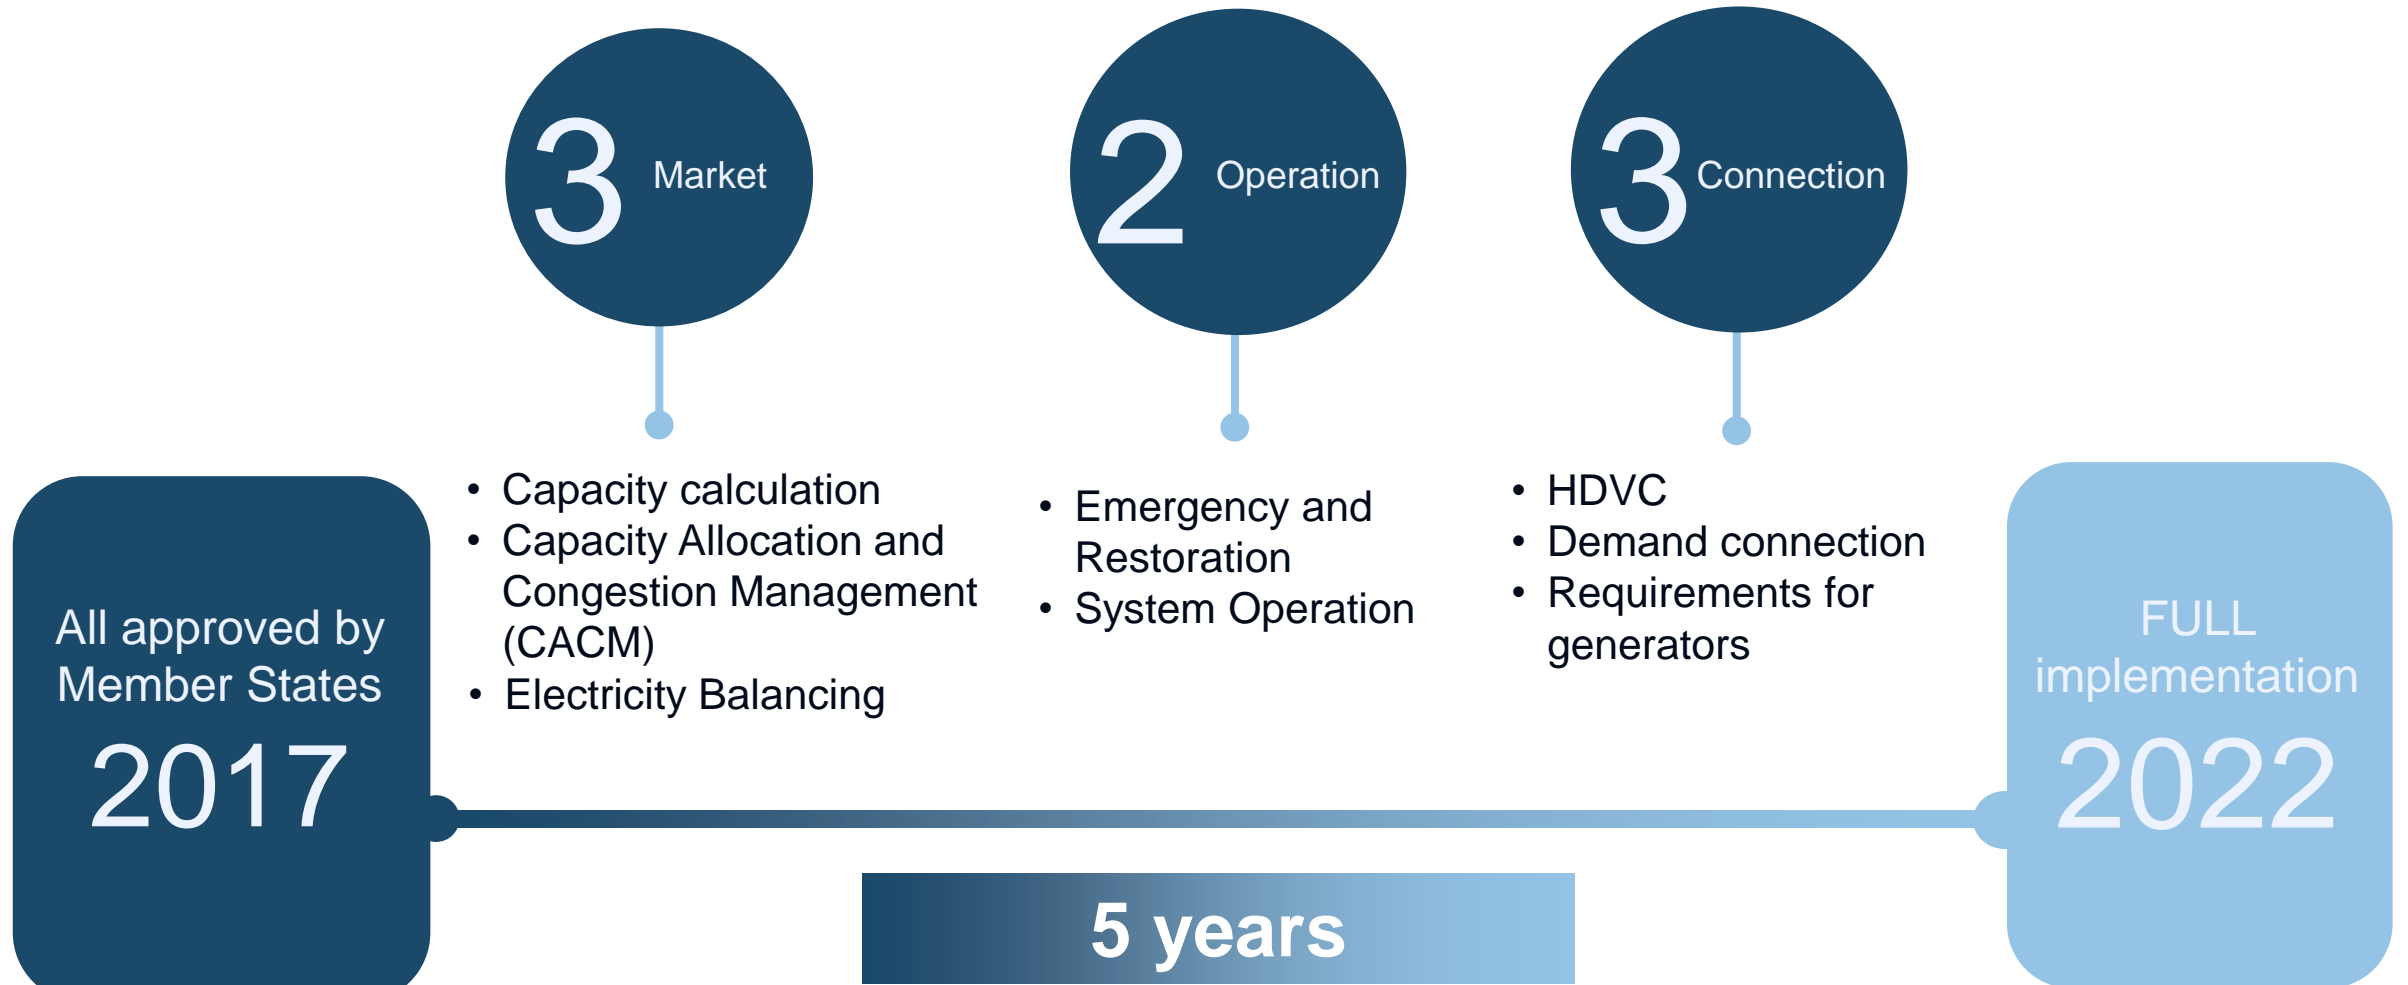 3 Market
2 Operation
3 Connection
• Capacity calculation
• Capacity Allocation and
Congestion Management
(CACM)
• Electricity Balancing
• Emergency and
Restoration
• System Operation
• HDVC
• Demand connection
• Requirements for
generators
All approved by
Member States
2017
FULL
implementation
2022
5 years